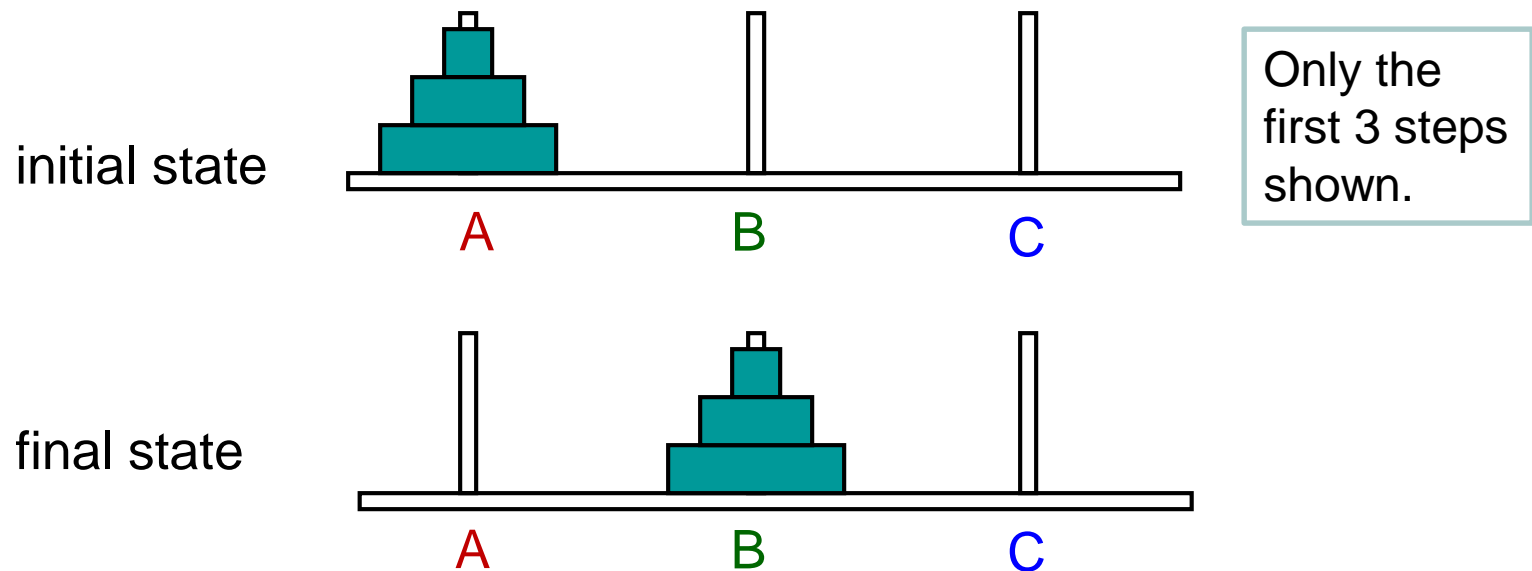 initial state
Only the
first 3 steps
shown.
A B C
final state
A B C